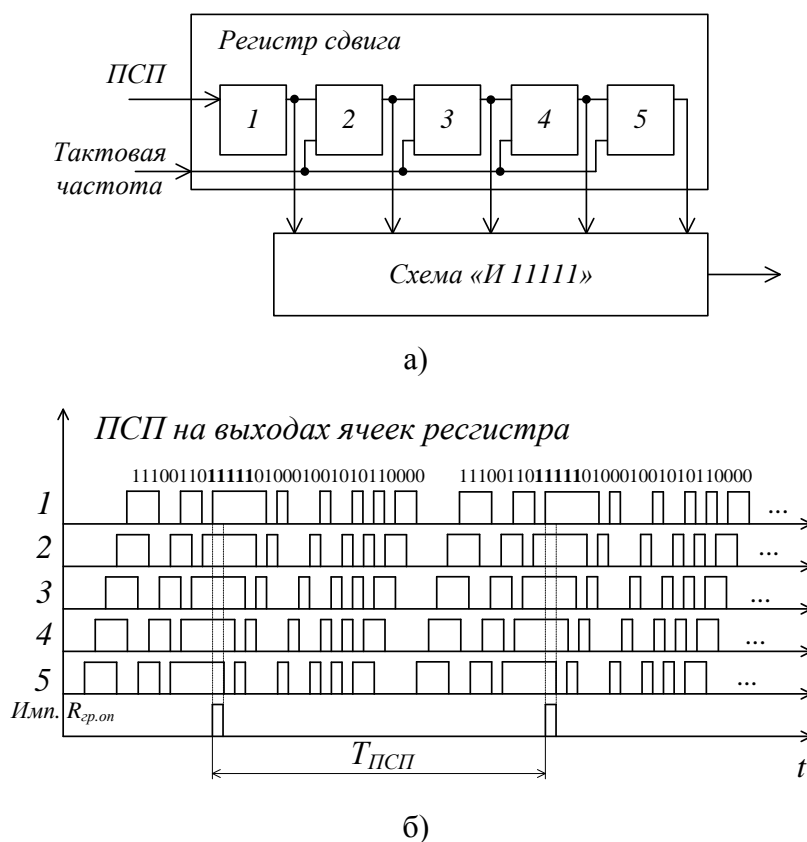 Регистр сдвига
ПСП
1 2 3 4 5
Тактовая
частота
Схема «И 11111»
а)
ПСП на выходах ячеек ресгистра
1110011011111010001001010110000 1110011011111010001001010110000
1 ...
2 ...
3 ...
4 ...
5 ...
Имп. Rгр.оп
TПСП
t
б)